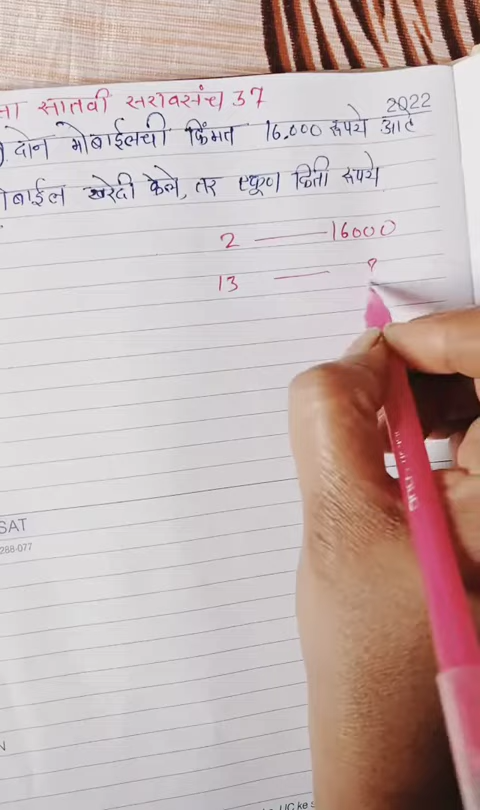 सातवी सरावसंच 37
2022
दोन मोबाईलची किंमत 16,000 रूपये आहे
खरेदी केले, तर एकूण किती रूपये
2 — 16000
13 — ?
SAT
288-077